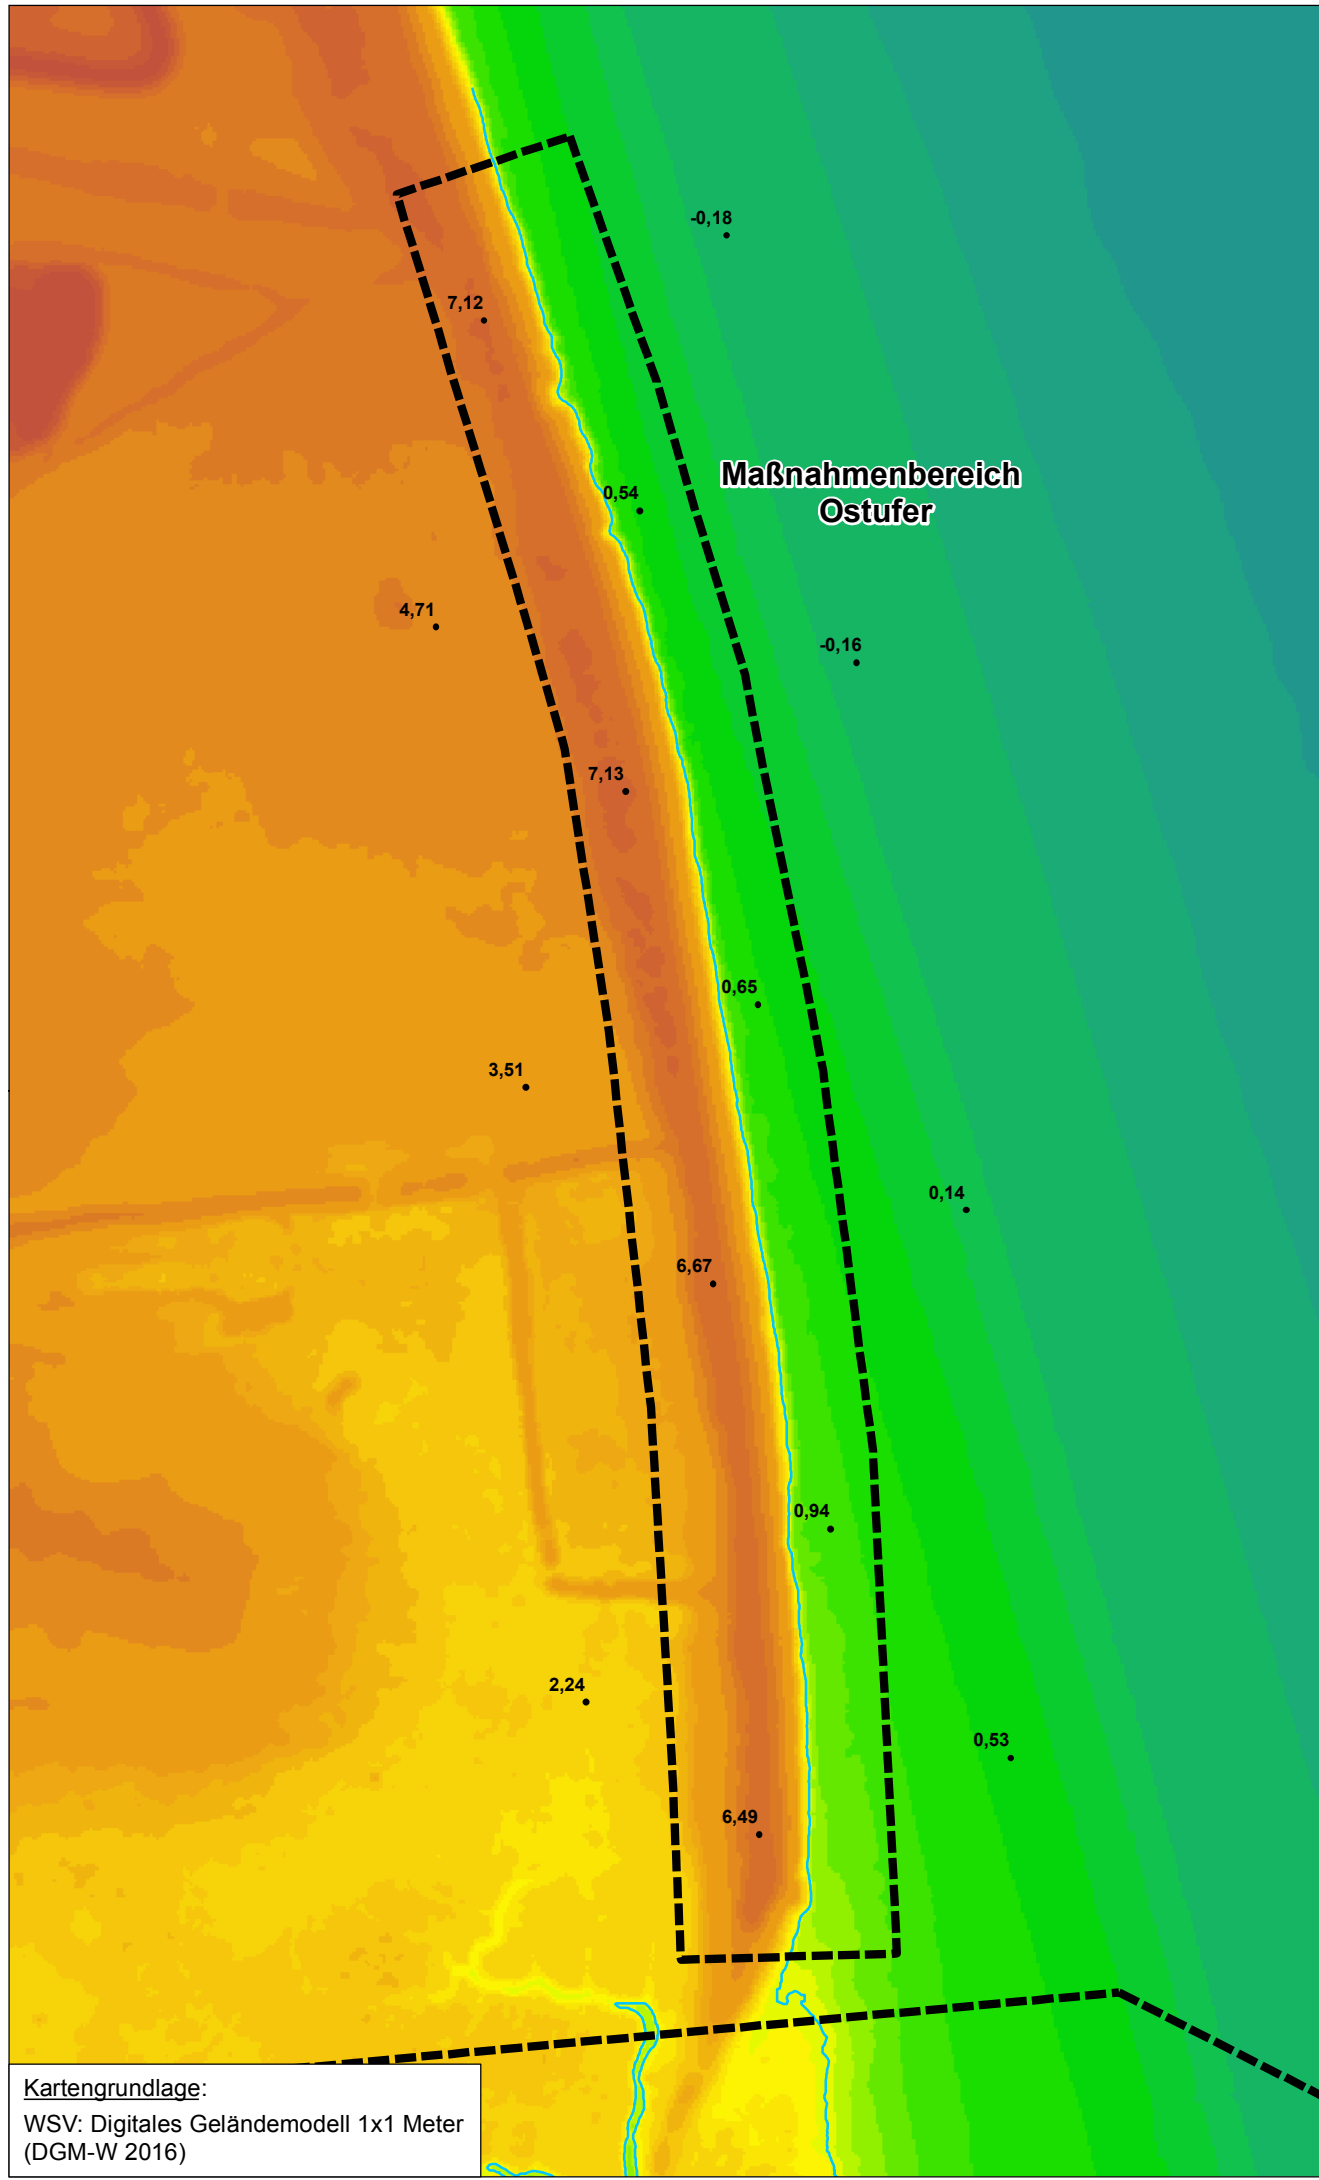 -0,18
7,12
Maßnahmenbereich
Ostufer
0,54
4,71
-0,16
7,13
0,65
3,51
0,14
6,67
0,94
2,24
0,53
6,49
Kartengrundlage:
WSV: Digitales Geländemodell 1x1 Meter
(DGM-W 2016)